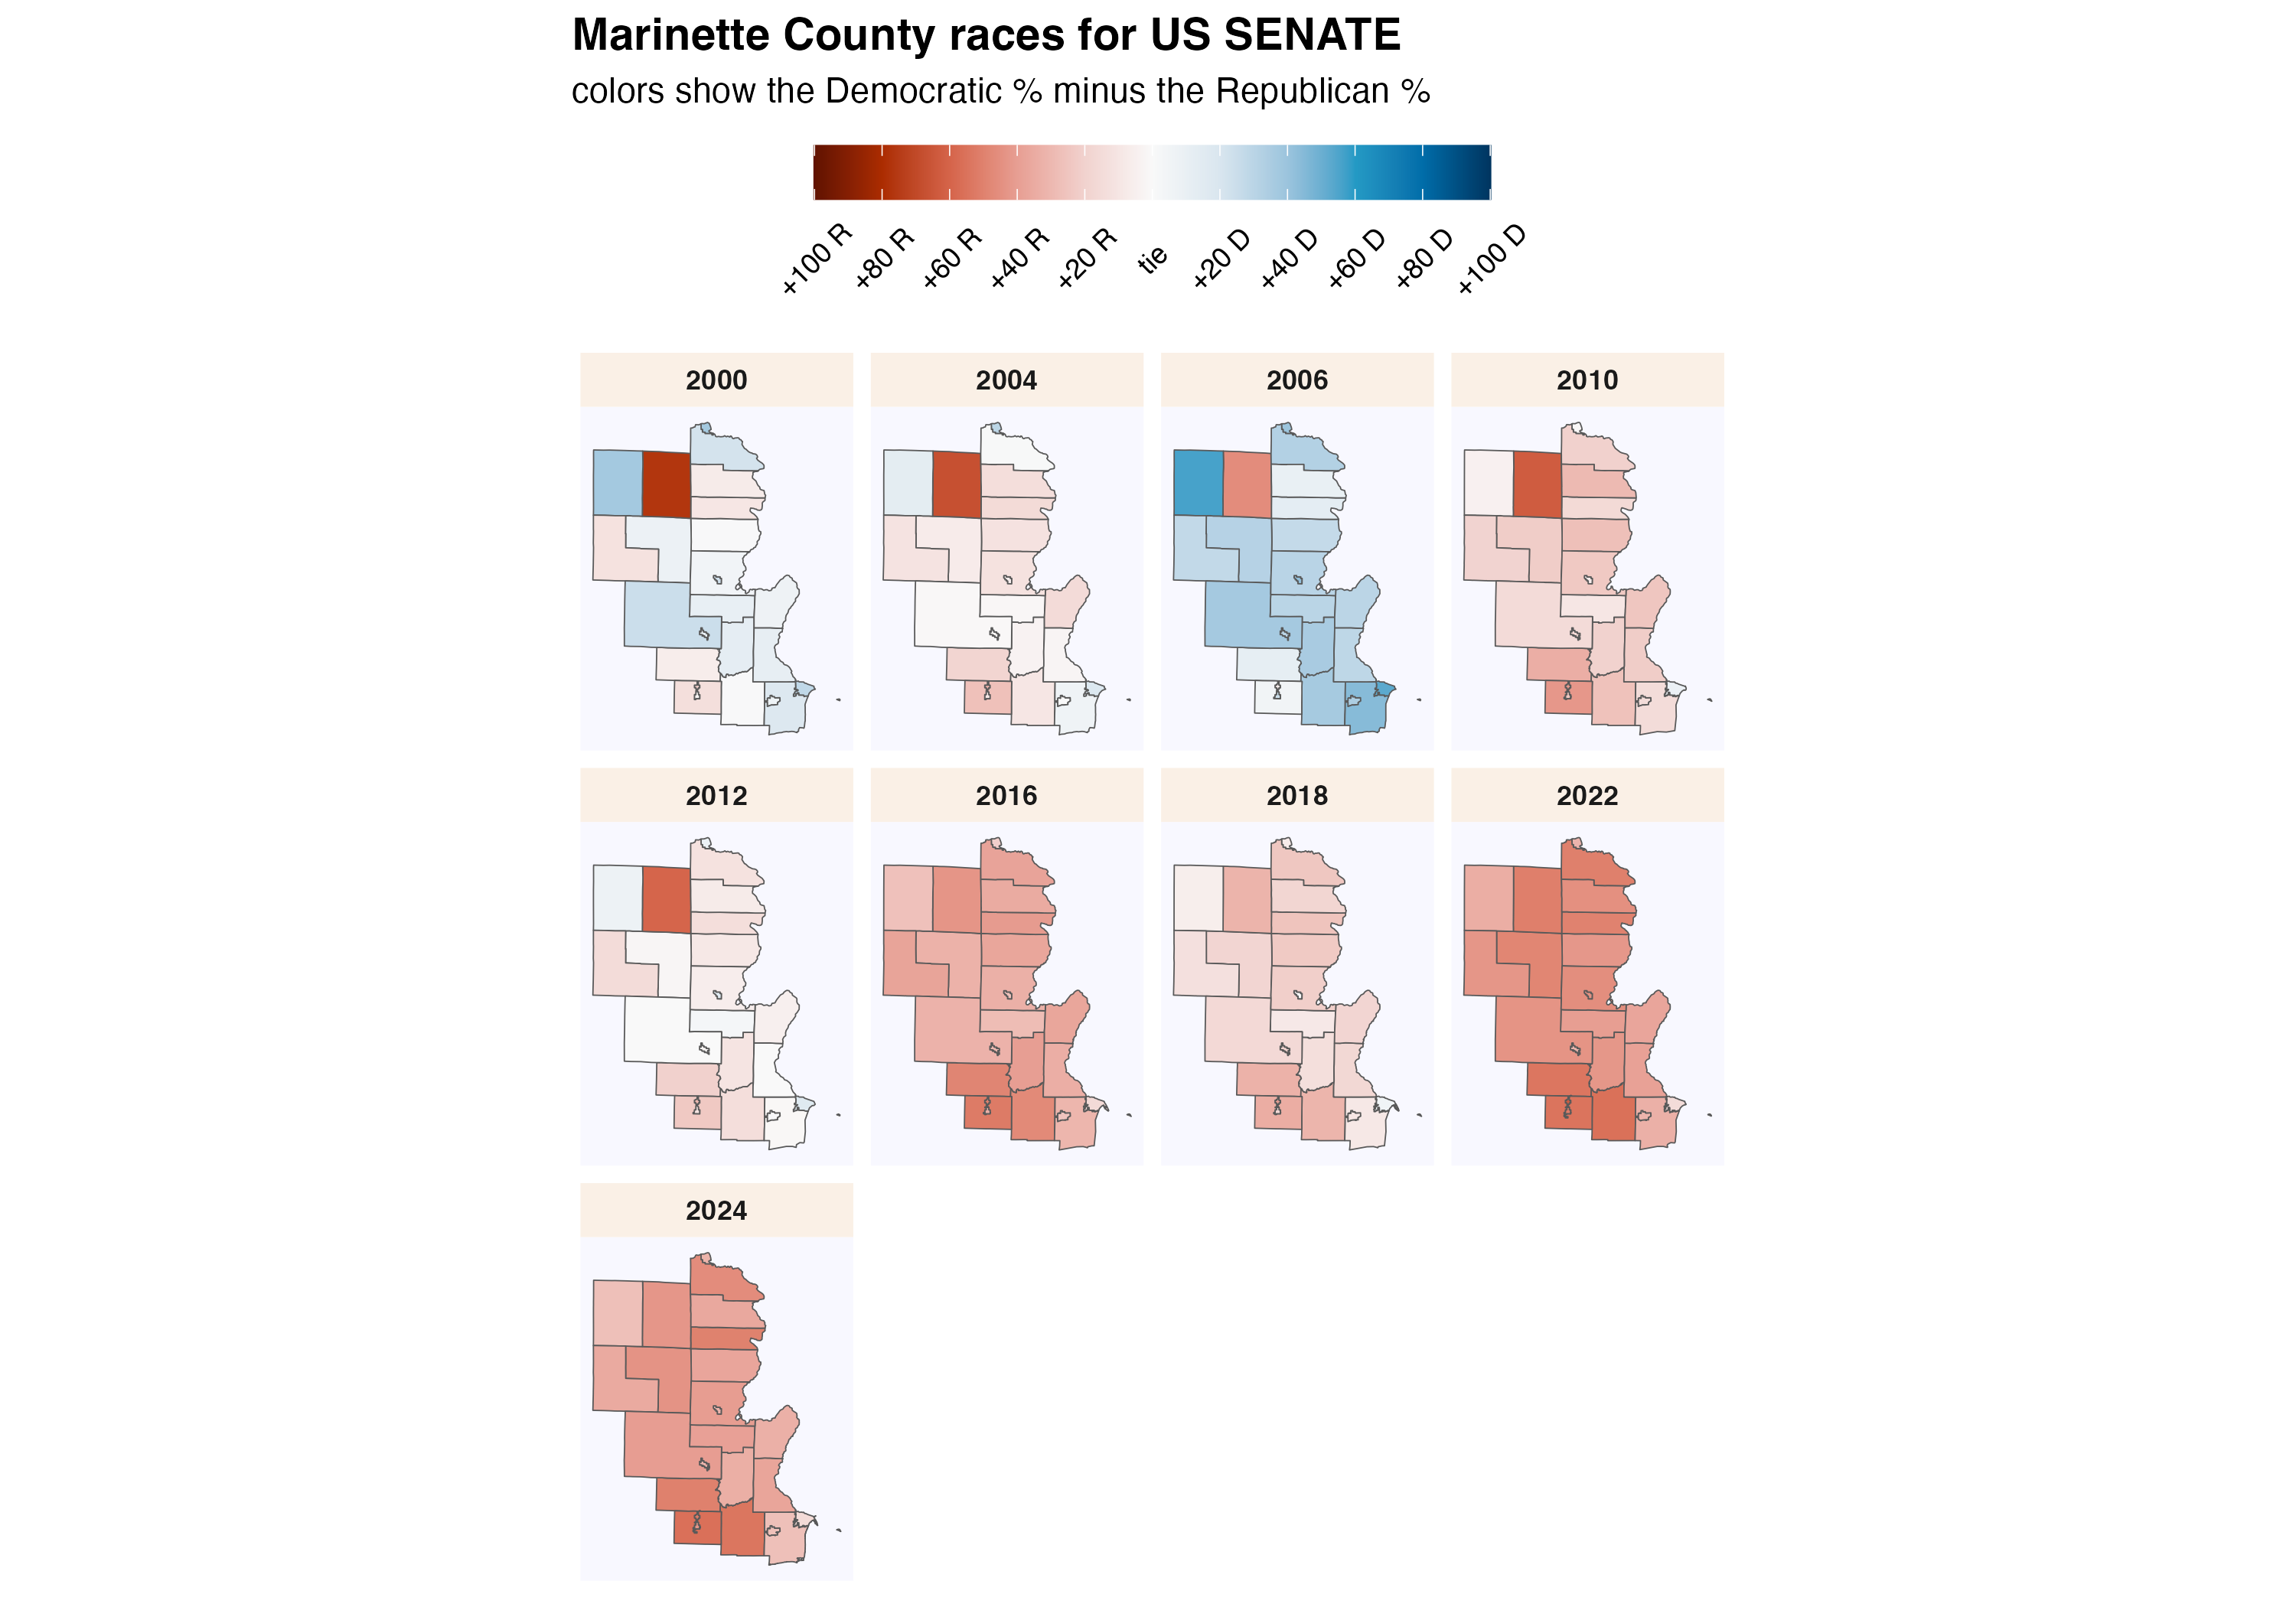 Marinette County races for US SENATE
colors show the Democratic % minus the Republican %
+100 R +80 R +60 R +40 R +20 R tie +20 D +40 D +60 D +80 D +100 D
2000 2004 2006 2010
2012 2016 2018 2022
2024